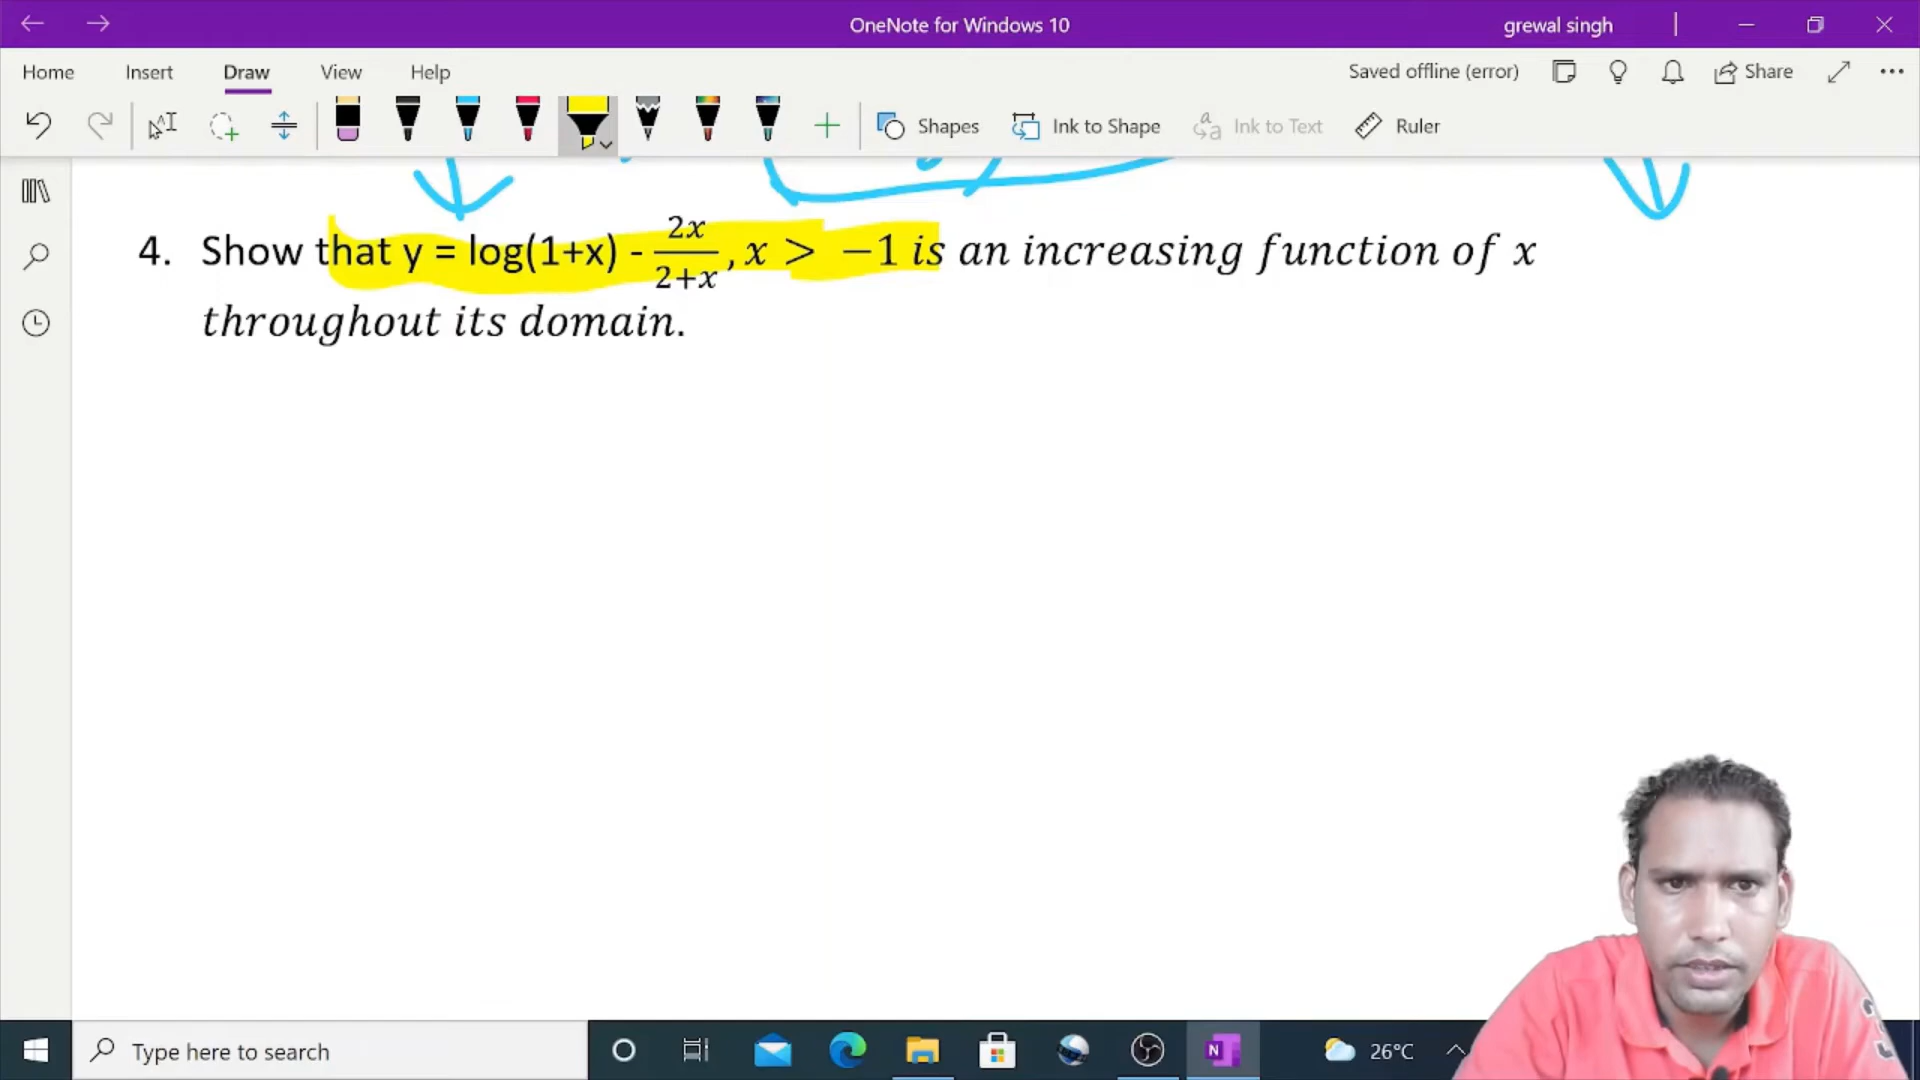 OneNote for Windows 10
grewal singh
Home Insert Draw View Help
Saved offline (error) Share
Shapes Ink to Shape Ink to Text Ruler
4. Show that y = log(1+x) - 2x/2+x, x > −1 is an increasing function of x
throughout its domain.
Type here to search
26°C